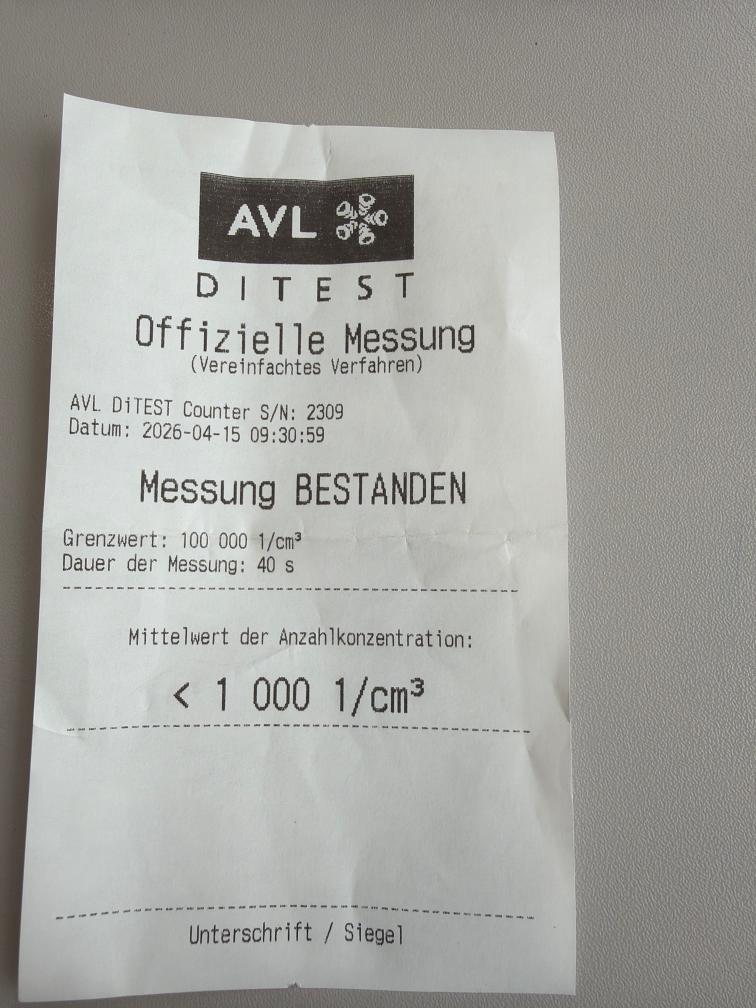 AVL
DITEST
Offizielle Messung
(Vereinfachtes Verfahren)
AVL DiTEST Counter S/N: 2309
Datum: 2026-04-15 09:30:59
Messung BESTANDEN
Grenzwert: 100 000 1/cm³
Dauer der Messung: 40 s
Mittelwert der Anzahlkonzentration:
< 1 000 1/cm³
Unterschrift / Siegel